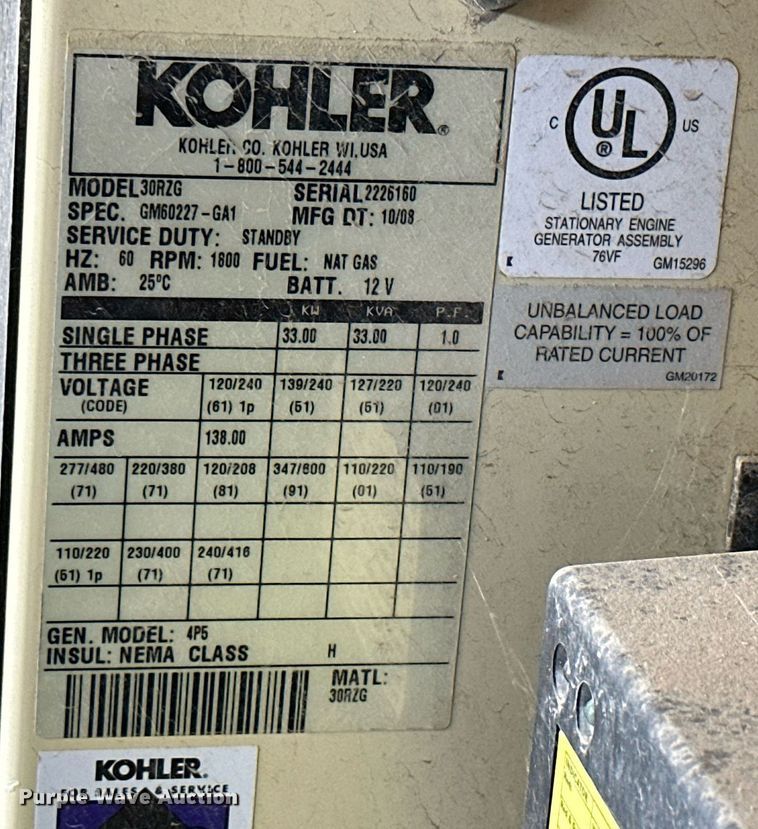 KOHLER®
KOHLER CO. KOHLER WI.USA
1-800-544-2444
MODEL 30RZG SERIAL 2226160
SPEC. GM60227-GA1 MFG DT: 10/08
SERVICE DUTY: STANDBY
HZ: 60 RPM: 1800 FUEL: NAT GAS
AMB: 25°C BATT. 12 V
KW KVA P.F.
SINGLE PHASE 33.00 33.00 1.0
THREE PHASE
VOLTAGE 120/240 139/240 127/220 120/240
(CODE) (61) 1p (51) (61) (01)
AMPS 138.00
277/480 220/380 120/208 347/600 110/220 110/190
(71) (71) (81) (91) (01) (51)
110/220 230/400 240/416
(61) 1p (71) (71)
GEN. MODEL: 4P5
INSUL: NEMA CLASS H
MATL:
30RZG
C UL® US
LISTED
STATIONARY ENGINE
GENERATOR ASSEMBLY
76VF
K GM15296
UNBALANCED LOAD
CAPABILITY = 100% OF
RATED CURRENT
K GM20172
KOHLER®
FOR SALES & SERVICE
Purple Wave Auction